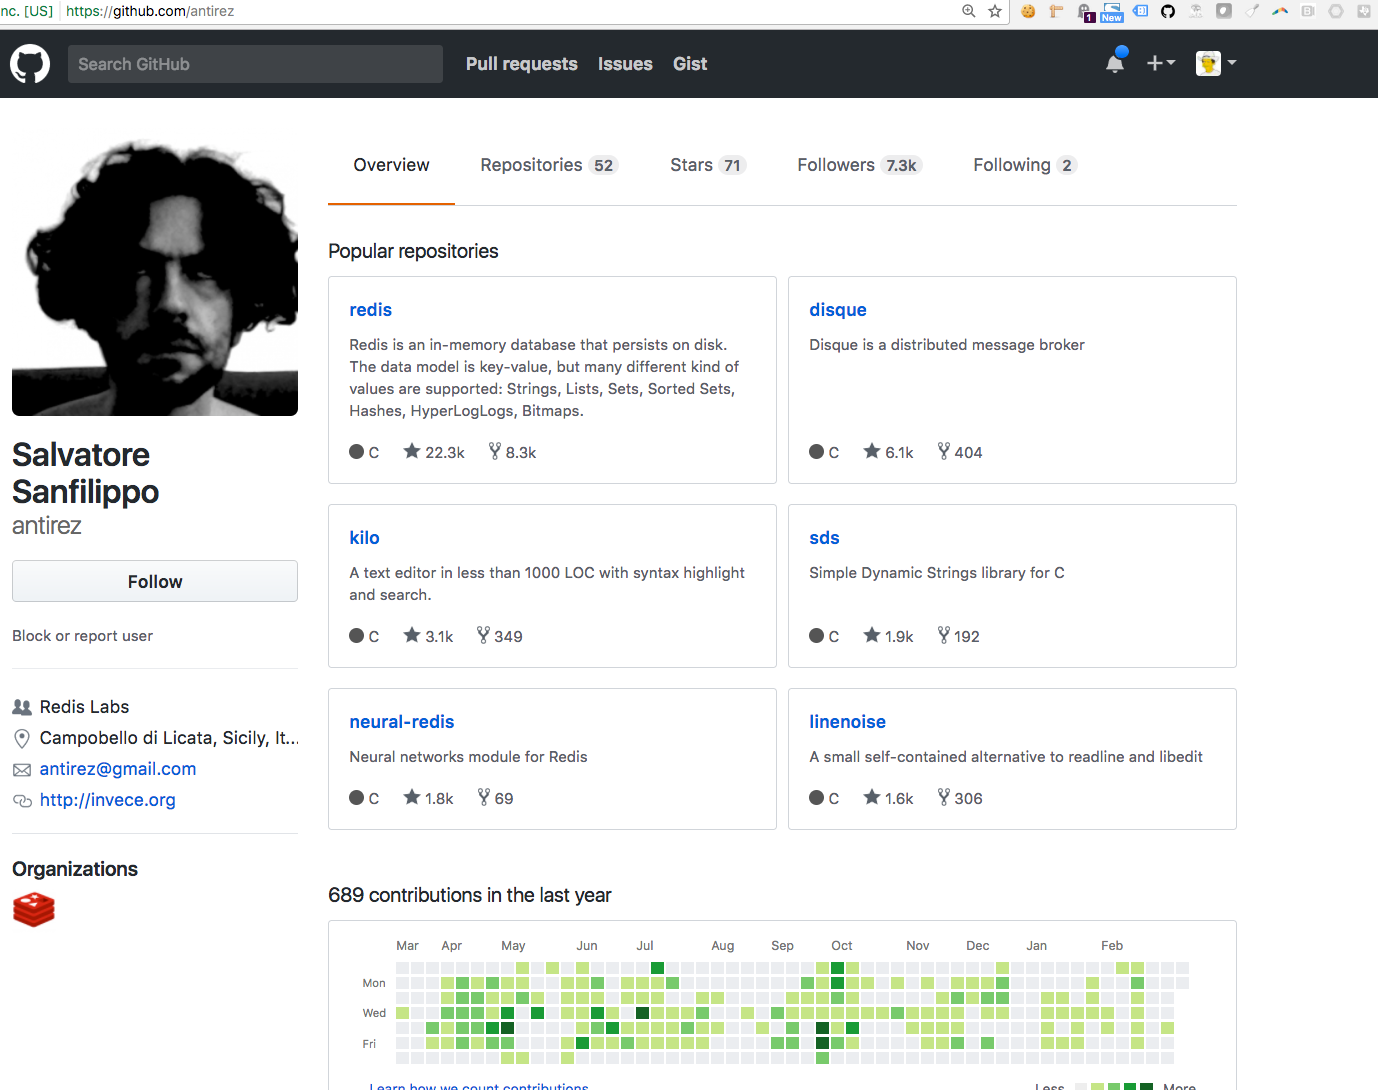 nc. [US] https://github.com/antirez
1
New
Search GitHub
Pull requests Issues Gist
Overview Repositories 52 Stars 71 Followers 7.3k Following 2
Salvatore
Sanfilippo
antirez
Follow
Block or report user
Redis Labs
Campobello di Licata, Sicily, It...
antirez@gmail.com
http://invece.org
Organizations
Popular repositories
redis
Redis is an in-memory database that persists on disk.
The data model is key-value, but many different kind of
values are supported: Strings, Lists, Sets, Sorted Sets,
Hashes, HyperLogLogs, Bitmaps.
C 22.3k 8.3k
disque
Disque is a distributed message broker
C 6.1k 404
kilo
A text editor in less than 1000 LOC with syntax highlight
and search.
C 3.1k 349
sds
Simple Dynamic Strings library for C
C 1.9k 192
neural-redis
Neural networks module for Redis
C 1.8k 69
linenoise
A small self-contained alternative to readline and libedit
C 1.6k 306
689 contributions in the last year
Mar Apr May Jun Jul Aug Sep Oct Nov Dec Jan Feb
Mon
Wed
Fri
Learn how we count contributions
Less More